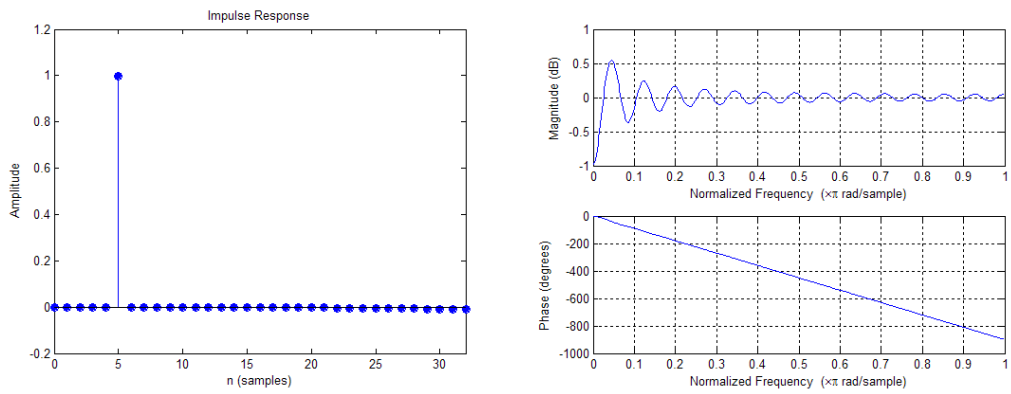 Impulse Response
1.2
1
0.8
0.6
0.4
0.2
0
-0.2
Amplitude
0 5 10 15 20 25 30
n (samples)
1
0.5
0
-0.5
-1
Magnitude (dB)
0 0.1 0.2 0.3 0.4 0.5 0.6 0.7 0.8 0.9 1
Normalized Frequency (×π rad/sample)
0
-200
-400
-600
-800
-1000
Phase (degrees)
0 0.1 0.2 0.3 0.4 0.5 0.6 0.7 0.8 0.9 1
Normalized Frequency (×π rad/sample)